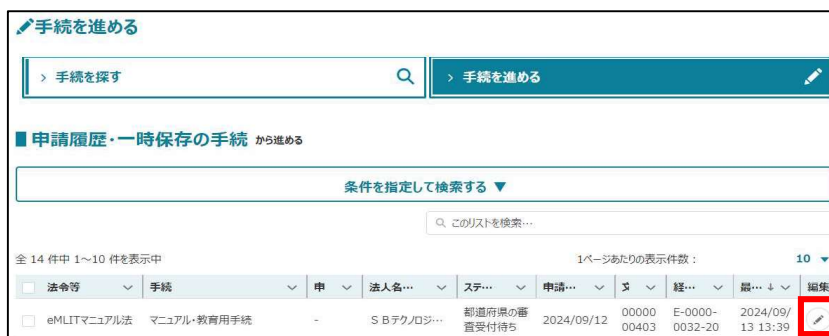 手続を進める
> 手続を探す
> 手続を進める
申請履歴・一時保存の手続 から進める
条件を指定して検索する ▼
このリストを検索…
全 14 件中 1~10 件を表示中
1ページあたりの表示件数：
10 ▼
法令等 手続 申 法人名… ステ… 申請… 経… 最… ↓ 編集
eMLITマニュアル法 マニュアル・教育用手続 - ＳＢテクノロジ… 都道府県の審 2024/09/12 00000 E-0000- 2024/09/
査受付待ち 00403 0032-20 13 13:39